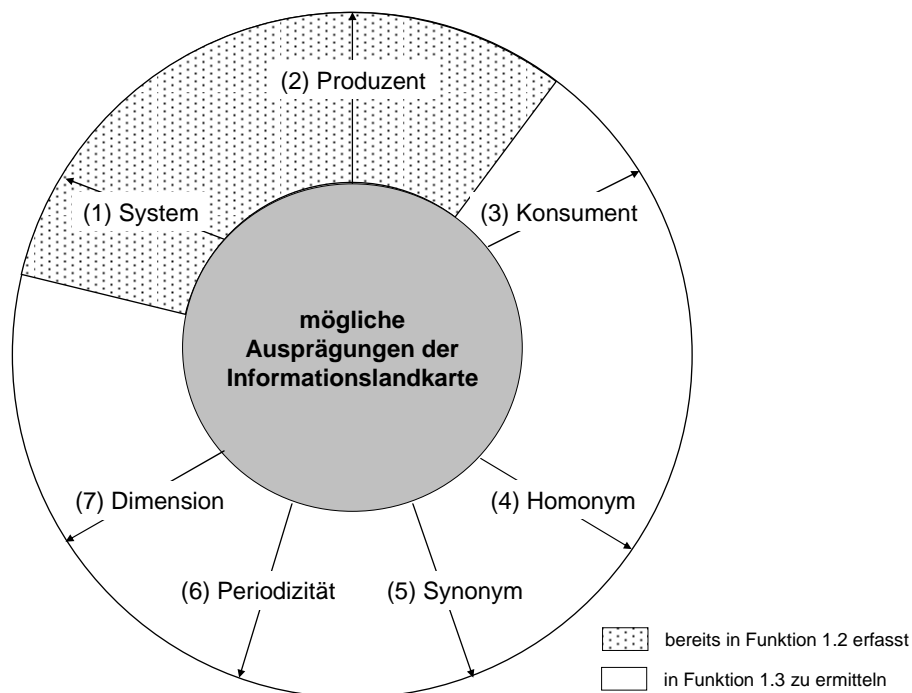 (2) Produzent
(1) System
(3) Konsument
mögliche
Ausprägungen der
Informationslandkarte
(7) Dimension
(4) Homonym
(6) Periodizität
(5) Synonym
bereits in Funktion 1.2 erfasst
in Funktion 1.3 zu ermitteln